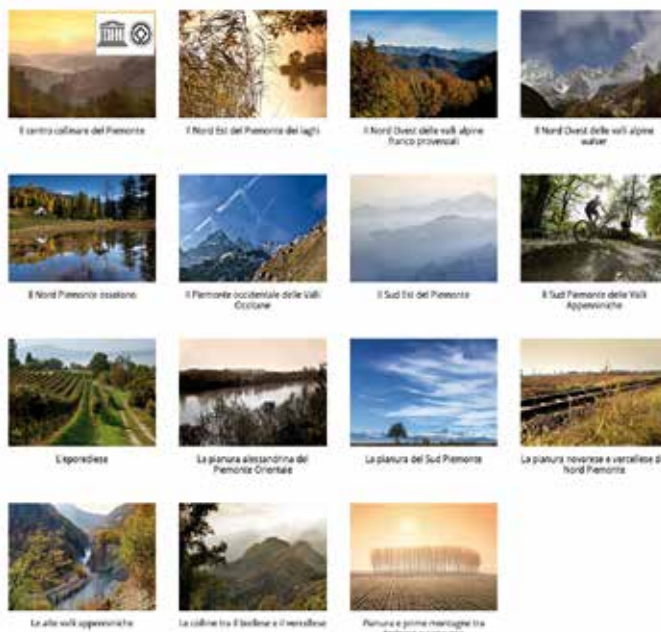 Il centro collinare del Piemonte
Il Nord Est del Piemonte dei laghi
Il Nord Ovest delle valli alpine
franco provenzali
Il Nord Ovest delle valli alpine
walser
Il Nord Piemonte ossolano
Il Piemonte occidentale delle Valli
Occitane
Il Sud Est del Piemonte
Il Sud Piemonte delle Valli
Appenniniche
L'eporediese
La pianura alessandrina del
Piemonte Orientale
La pianura del Sud Piemonte
La pianura novarese e vercellese d
Nord Piemonte
Le alte valli appenniniche
Le colline tra il biellese e il vercellese
Pianura e prime montagne tra